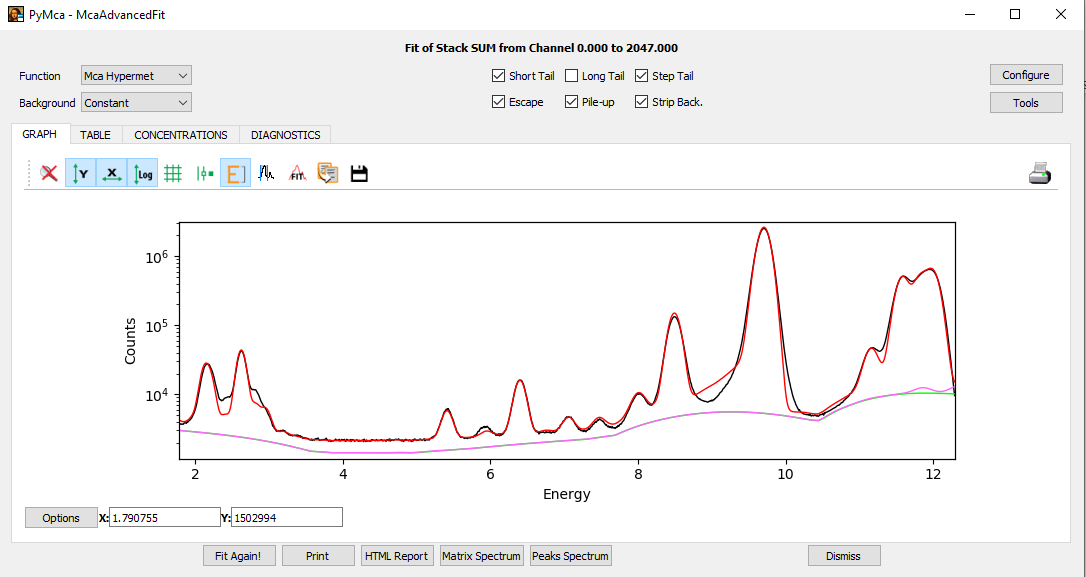 PyMca - McaAdvancedFit
Fit of Stack SUM from Channel 0.000 to 2047.000
Function Mca Hypermet Short Tail Long Tail Step Tail Configure
Background Constant Escape Pile-up Strip Back. Tools
GRAPH TABLE CONCENTRATIONS DIAGNOSTICS
Y X Log E FIT
Counts
10^6
10^5
10^4
2 4 6 8 10 12
Energy
Options X: 1.790755 Y: 1502994
Fit Again! Print HTML Report Matrix Spectrum Peaks Spectrum Dismiss